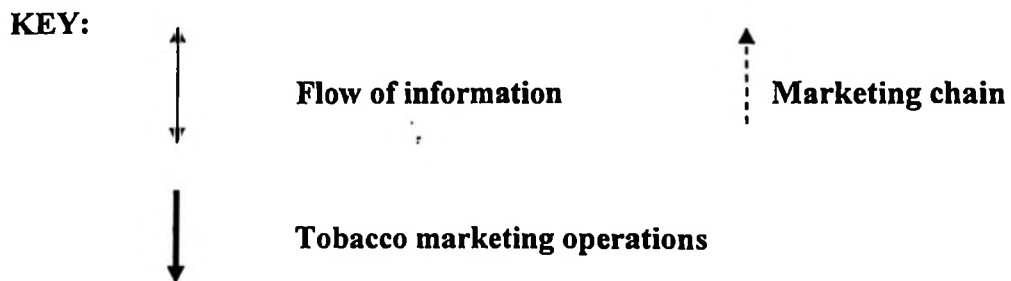 KEY:
Flow of information
Marketing chain
Tobacco marketing operations